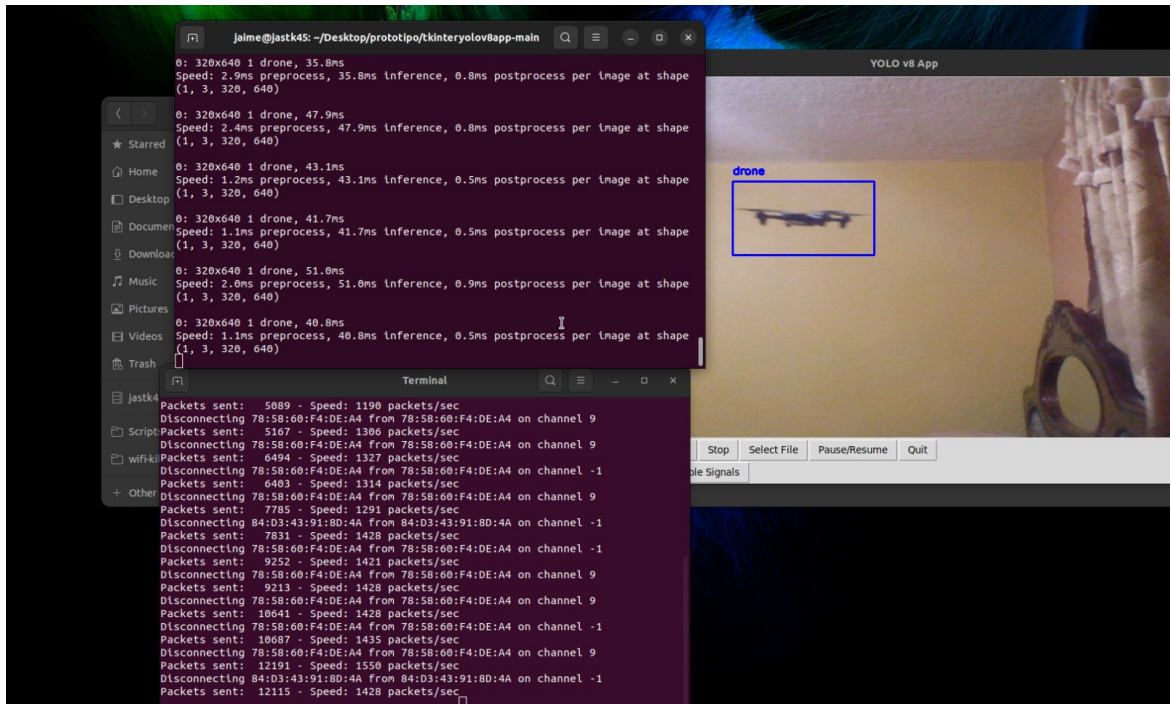 jaime@jastk45: ~/Desktop/prototipo/tkinteryolov8app-main
0: 320x640 1 drone, 35.8ms
Speed: 2.9ms preprocess, 35.8ms inference, 0.8ms postprocess per image at shape
(1, 3, 320, 640)
0: 320x640 1 drone, 47.9ms
Speed: 2.4ms preprocess, 47.9ms inference, 0.8ms postprocess per image at shape
(1, 3, 320, 640)
0: 320x640 1 drone, 43.1ms
Speed: 1.2ms preprocess, 43.1ms inference, 0.5ms postprocess per image at shape
(1, 3, 320, 640)
0: 320x640 1 drone, 41.7ms
Speed: 1.1ms preprocess, 41.7ms inference, 0.5ms postprocess per image at shape
(1, 3, 320, 640)
0: 320x640 1 drone, 51.0ms
Speed: 2.0ms preprocess, 51.0ms inference, 0.9ms postprocess per image at shape
(1, 3, 320, 640)
0: 320x640 1 drone, 40.8ms
Speed: 1.1ms preprocess, 40.8ms inference, 0.5ms postprocess per image at shape
(1, 3, 320, 640)
Starred
Home
Desktop
Documen
Downloac
Music
Pictures
Videos
Trash
jastk4
Script
wifi-kil
+ Other
Terminal
Packets sent: 5089 - Speed: 1190 packets/sec
Disconnecting 78:58:60:F4:DE:A4 from 78:58:60:F4:DE:A4 on channel 9
Packets sent: 5167 - Speed: 1306 packets/sec
Disconnecting 78:58:60:F4:DE:A4 from 78:58:60:F4:DE:A4 on channel 9
Packets sent: 6494 - Speed: 1327 packets/sec
Disconnecting 78:58:60:F4:DE:A4 from 78:58:60:F4:DE:A4 on channel -1
Packets sent: 6403 - Speed: 1314 packets/sec
Disconnecting 78:58:60:F4:DE:A4 from 78:58:60:F4:DE:A4 on channel 9
Packets sent: 7785 - Speed: 1291 packets/sec
Disconnecting 84:D3:43:91:8D:4A from 84:D3:43:91:8D:4A on channel -1
Packets sent: 7831 - Speed: 1428 packets/sec
Disconnecting 78:58:60:F4:DE:A4 from 78:58:60:F4:DE:A4 on channel -1
Packets sent: 9252 - Speed: 1421 packets/sec
Disconnecting 78:58:60:F4:DE:A4 from 78:58:60:F4:DE:A4 on channel 9
Packets sent: 9213 - Speed: 1428 packets/sec
Disconnecting 78:58:60:F4:DE:A4 from 78:58:60:F4:DE:A4 on channel 9
Packets sent: 10641 - Speed: 1428 packets/sec
Disconnecting 78:58:60:F4:DE:A4 from 78:58:60:F4:DE:A4 on channel -1
Packets sent: 10687 - Speed: 1435 packets/sec
Disconnecting 78:58:60:F4:DE:A4 from 78:58:60:F4:DE:A4 on channel 9
Packets sent: 12191 - Speed: 1550 packets/sec
Disconnecting 84:D3:43:91:8D:4A from 84:D3:43:91:8D:4A on channel -1
Packets sent: 12115 - Speed: 1428 packets/sec
YOLO v8 App
drone
Stop Select File Pause/Resume Quit
ble Signals